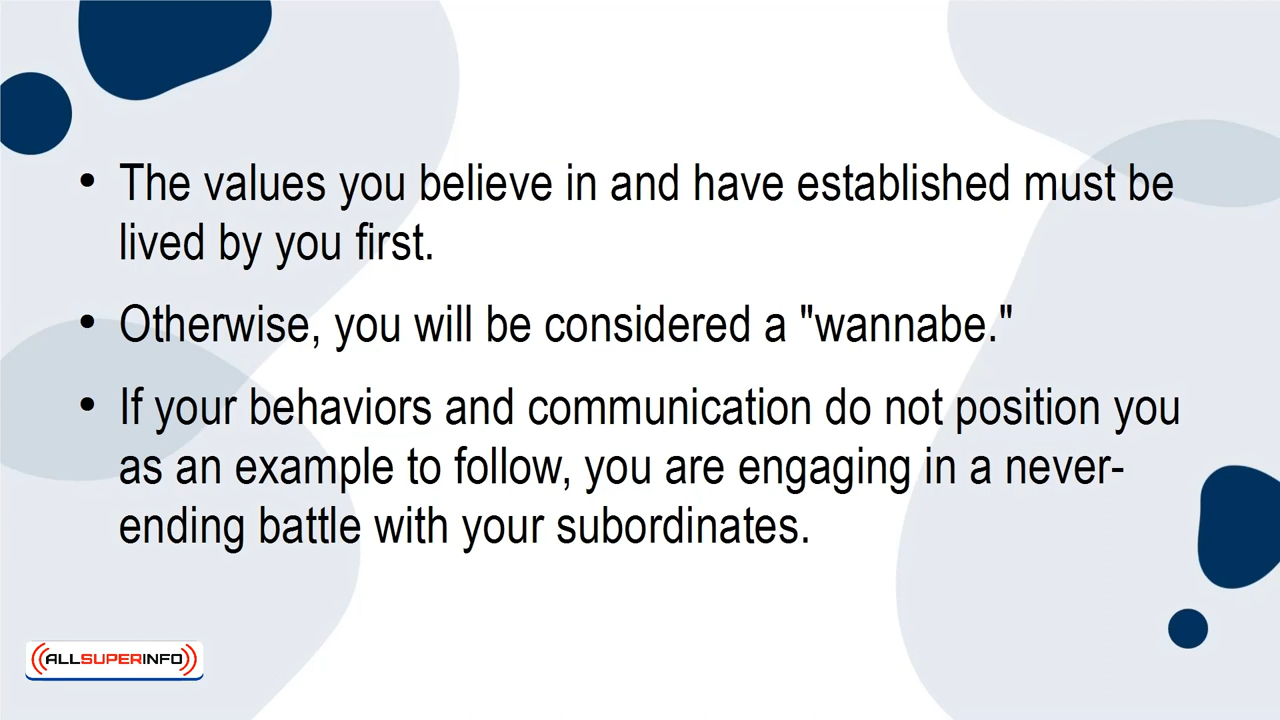 • The values you believe in and have established must be
lived by you first.
• Otherwise, you will be considered a "wannabe."
• If your behaviors and communication do not position you
as an example to follow, you are engaging in a never-
ending battle with your subordinates.
ALLSUPERINFO